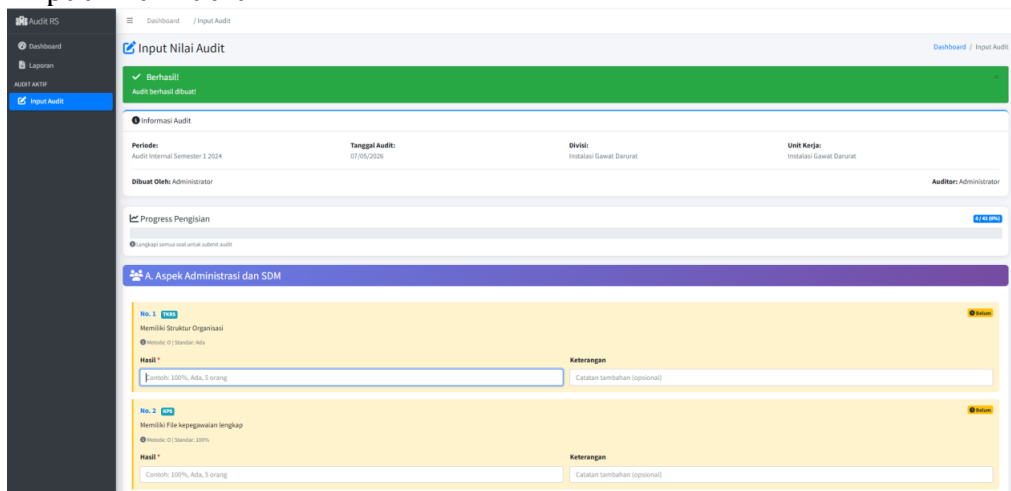 Audit RS
Dashboard / Input Audit
Dashboard
Laporan
AUDIT AKTIF
Input Audit
Input Nilai Audit
Dashboard / Input Audit
Berhasil!
Audit berhasil dibuat!
Informasi Audit
Periode: Tanggal Audit: Divisi: Unit Kerja:
Audit Internal Semester 1 2024 07/05/2026 Instalasi Gawat Darurat Instalasi Gawat Darurat
Dibuat Oleh: Administrator Auditor: Administrator
Progress Pengisian 0 / 43 (0%)
Lengkapi semua soal untuk submit audit
A. Aspek Administrasi dan SDM
No. 1 TKRS Belum
Memiliki Struktur Organisasi
Metode: O | Standar: Ada
Hasil * Keterangan
Contoh: 100%, Ada, 5 orang Catatan tambahan (opsional)
No. 2 KPS Belum
Memiliki File kepegawaian lengkap
Metode: O | Standar: 100%
Hasil * Keterangan
Contoh: 100%, Ada, 5 orang Catatan tambahan (opsional)